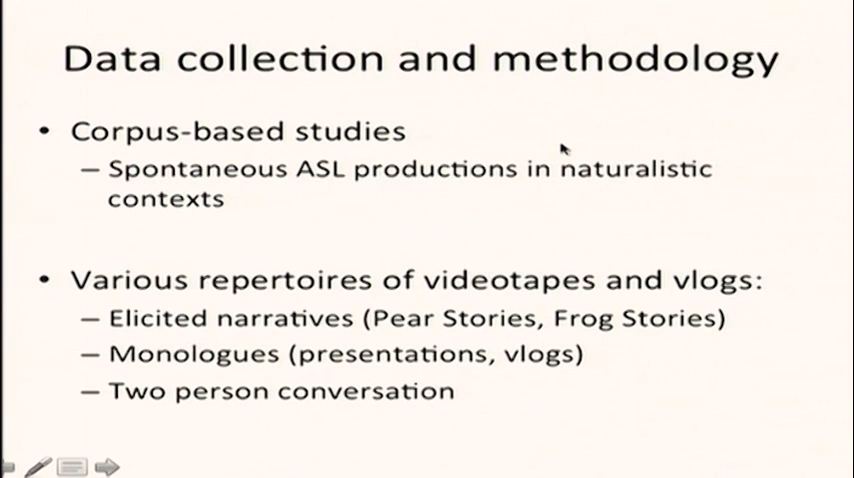 Data collection and methodology
• Corpus-based studies
– Spontaneous ASL productions in naturalistic
contexts
• Various repertoires of videotapes and vlogs:
– Elicited narratives (Pear Stories, Frog Stories)
– Monologues (presentations, vlogs)
– Two person conversation